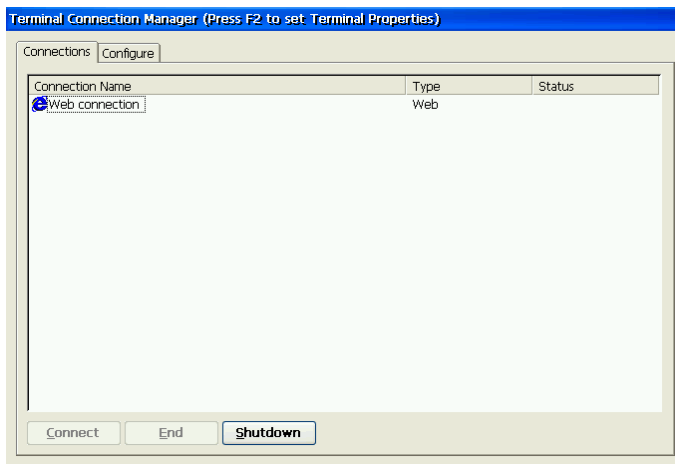 Terminal Connection Manager (Press F2 to set Terminal Properties)
Connections Configure
Connection Name Type Status
Web connection Web
Connect End Shutdown